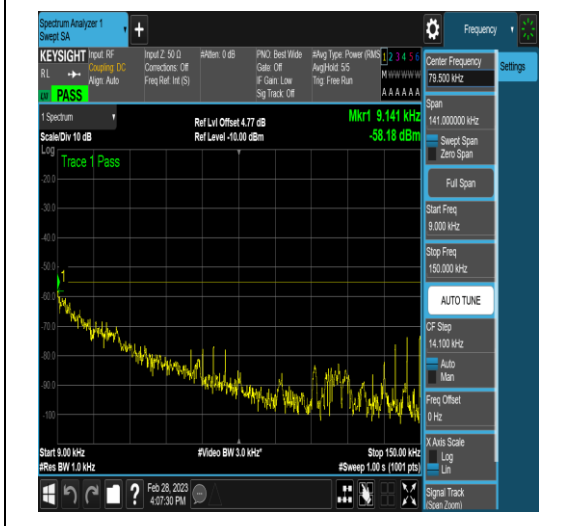 Spectrum Analyzer 1
Swept SA
+
Frequency
KEYSIGHT
RL
PASS
Input: RF
Coupling: DC
Align: Auto
Input Z: 50 Ω
Corrections: Off
Freq Ref: Int (S)
#Atten: 0 dB
PNO: Best Wide
Gate: Off
IF Gain: Low
Sig Track: Off
#Avg Type: Power (RMS
Avg|Hold: 5/5
Trig: Free Run
1 2 3 4 5 6
M W W W W W
A A A A A A
1 Spectrum
Scale/Div 10 dB
Ref Lvl Offset 4.77 dB
Ref Level -10.00 dBm
Mkr1 9.141 kHz
-58.18 dBm
Log
Trace 1 Pass
-20.0
-30.0
-40.0
-50.0
-60.0
-70.0
-80.0
-90.0
-100
1
Start 9.00 kHz
#Res BW 1.0 kHz
#Video BW 3.0 kHz*
Stop 150.00 kHz
#Sweep 1.00 s (1001 pts)
?
Feb 28, 2023
4:07:30 PM
Center Frequency
79.500 kHz
Settings
Span
141.000000 kHz
Swept Span
Zero Span
Full Span
Start Freq
9.000 kHz
Stop Freq
150.000 kHz
AUTO TUNE
CF Step
14.100 kHz
Auto
Man
Freq Offset
0 Hz
X Axis Scale
Log
Lin
Signal Track
(Span Zoom)